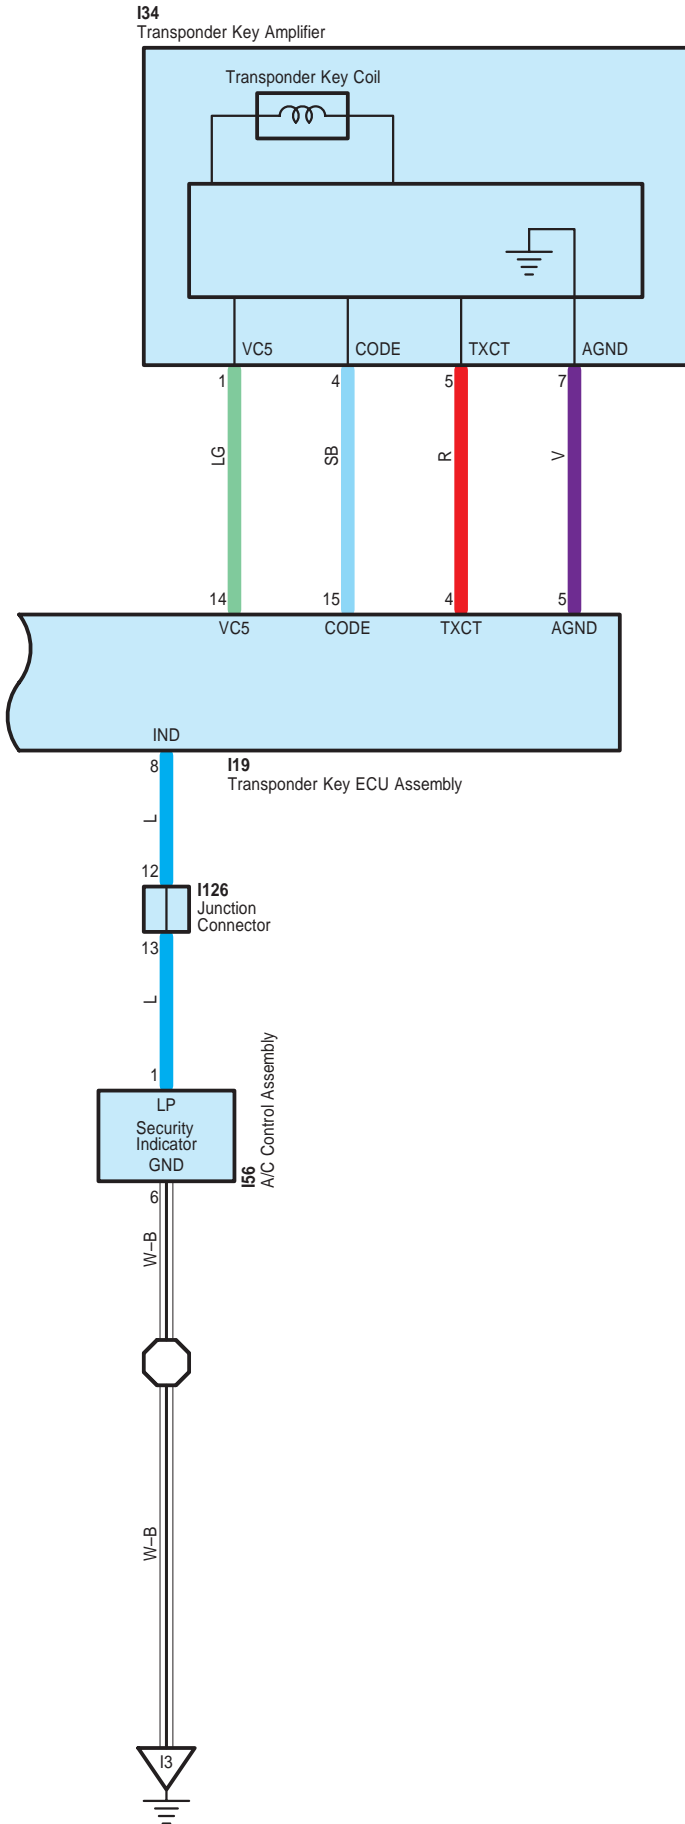 I34
Transponder Key Amplifier
Transponder Key Coil
VC5 CODE TXCT AGND
1 4 5 7
LG SB R V
14 15 4 5
VC5 CODE TXCT AGND
IND
8
I19
Transponder Key ECU Assembly
L
12
I126
Junction
Connector
13
L
1
LP
Security
Indicator
GND
I56
A/C Control Assembly
6
W–B
W–B
I3